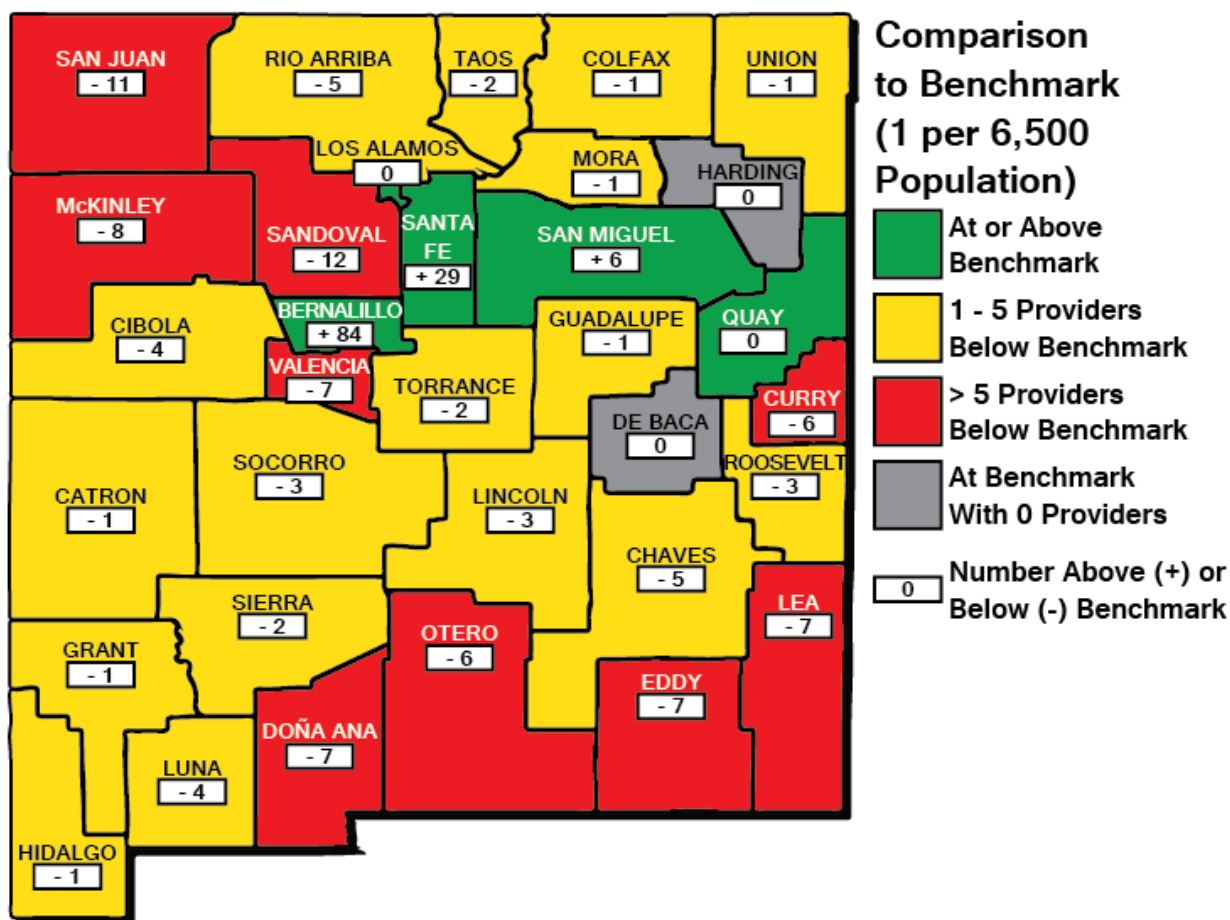 Comparison
to Benchmark
(1 per 6,500
Population)
At or Above
Benchmark
1 - 5 Providers
Below Benchmark
> 5 Providers
Below Benchmark
At Benchmark
With 0 Providers
0
Number Above (+) or
Below (-) Benchmark
SAN JUAN
- 11
RIO ARRIBA
- 5
TAOS
- 2
COLFAX
- 1
UNION
- 1
LOS ALAMOS
0
MORA
- 1
HARDING
0
McKINLEY
- 8
SANDOVAL
- 12
SANTA
FE
+ 29
SAN MIGUEL
+ 6
CIBOLA
- 4
BERNALILLO
+ 84
GUADALUPE
- 1
QUAY
0
VALENCIA
- 7
TORRANCE
- 2
CURRY
- 6
DE BACA
0
ROOSEVELT
- 3
CATRON
- 1
SOCORRO
- 3
LINCOLN
- 3
CHAVES
- 5
SIERRA
- 2
LEA
- 7
GRANT
- 1
OTERO
- 6
EDDY
- 7
DOÑA ANA
- 7
LUNA
- 4
HIDALGO
- 1